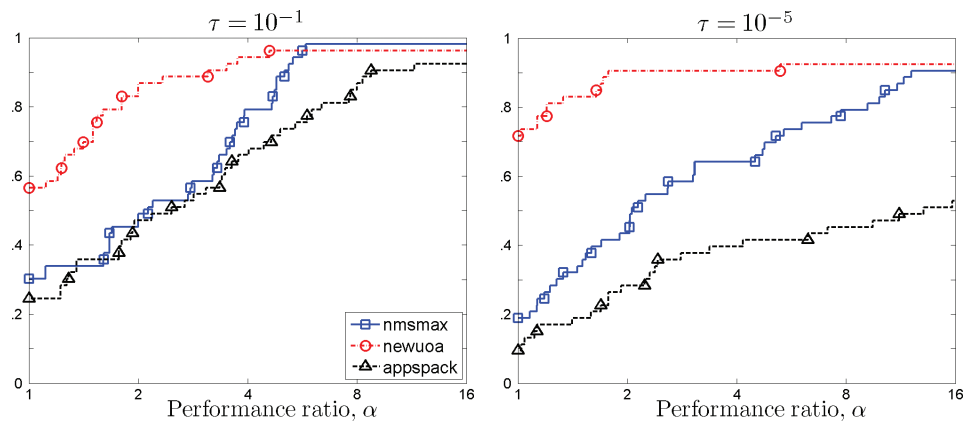 τ = 10⁻¹
1
.8
.6
.4
.2
0
1 2 4 8 16
Performance ratio, α
nmsmax
newuoa
appspack
τ = 10⁻⁵
1
.8
.6
.4
.2
0
1 2 4 8 16
Performance ratio, α